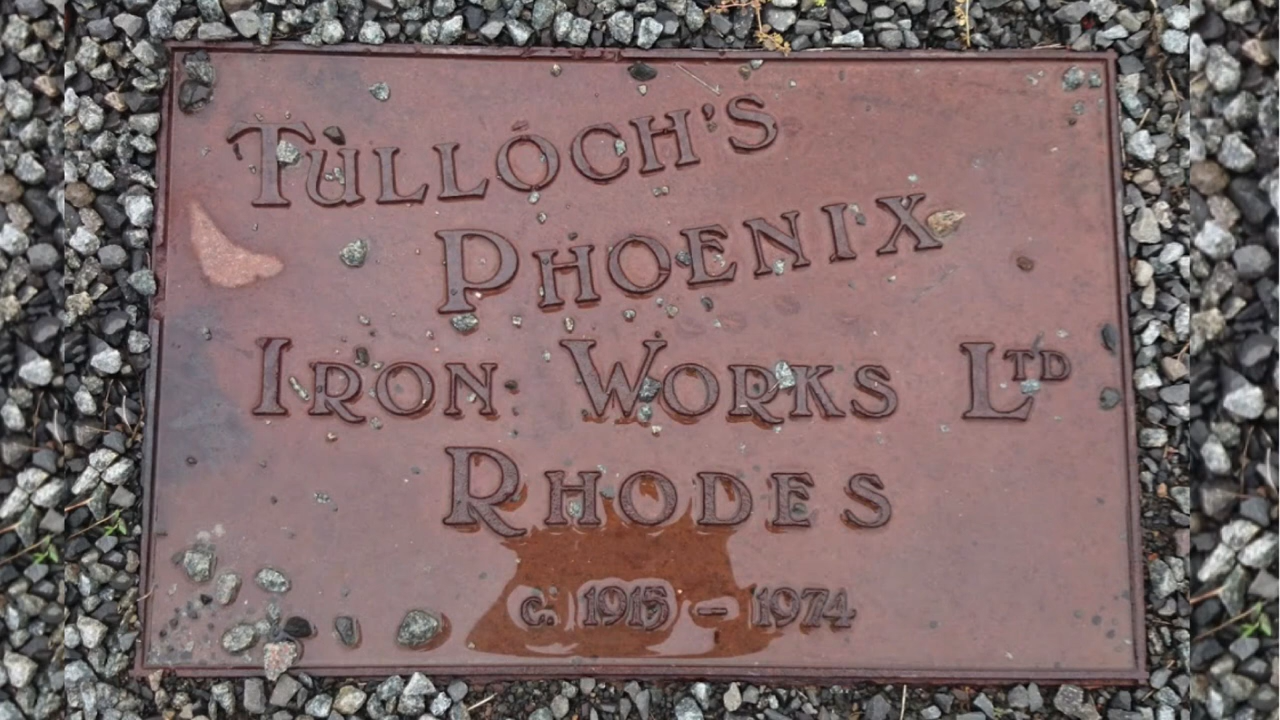 TULLOCH'S
PHOENIX
IRON WORKS LTD
RHODES
c. 1915 – 1974